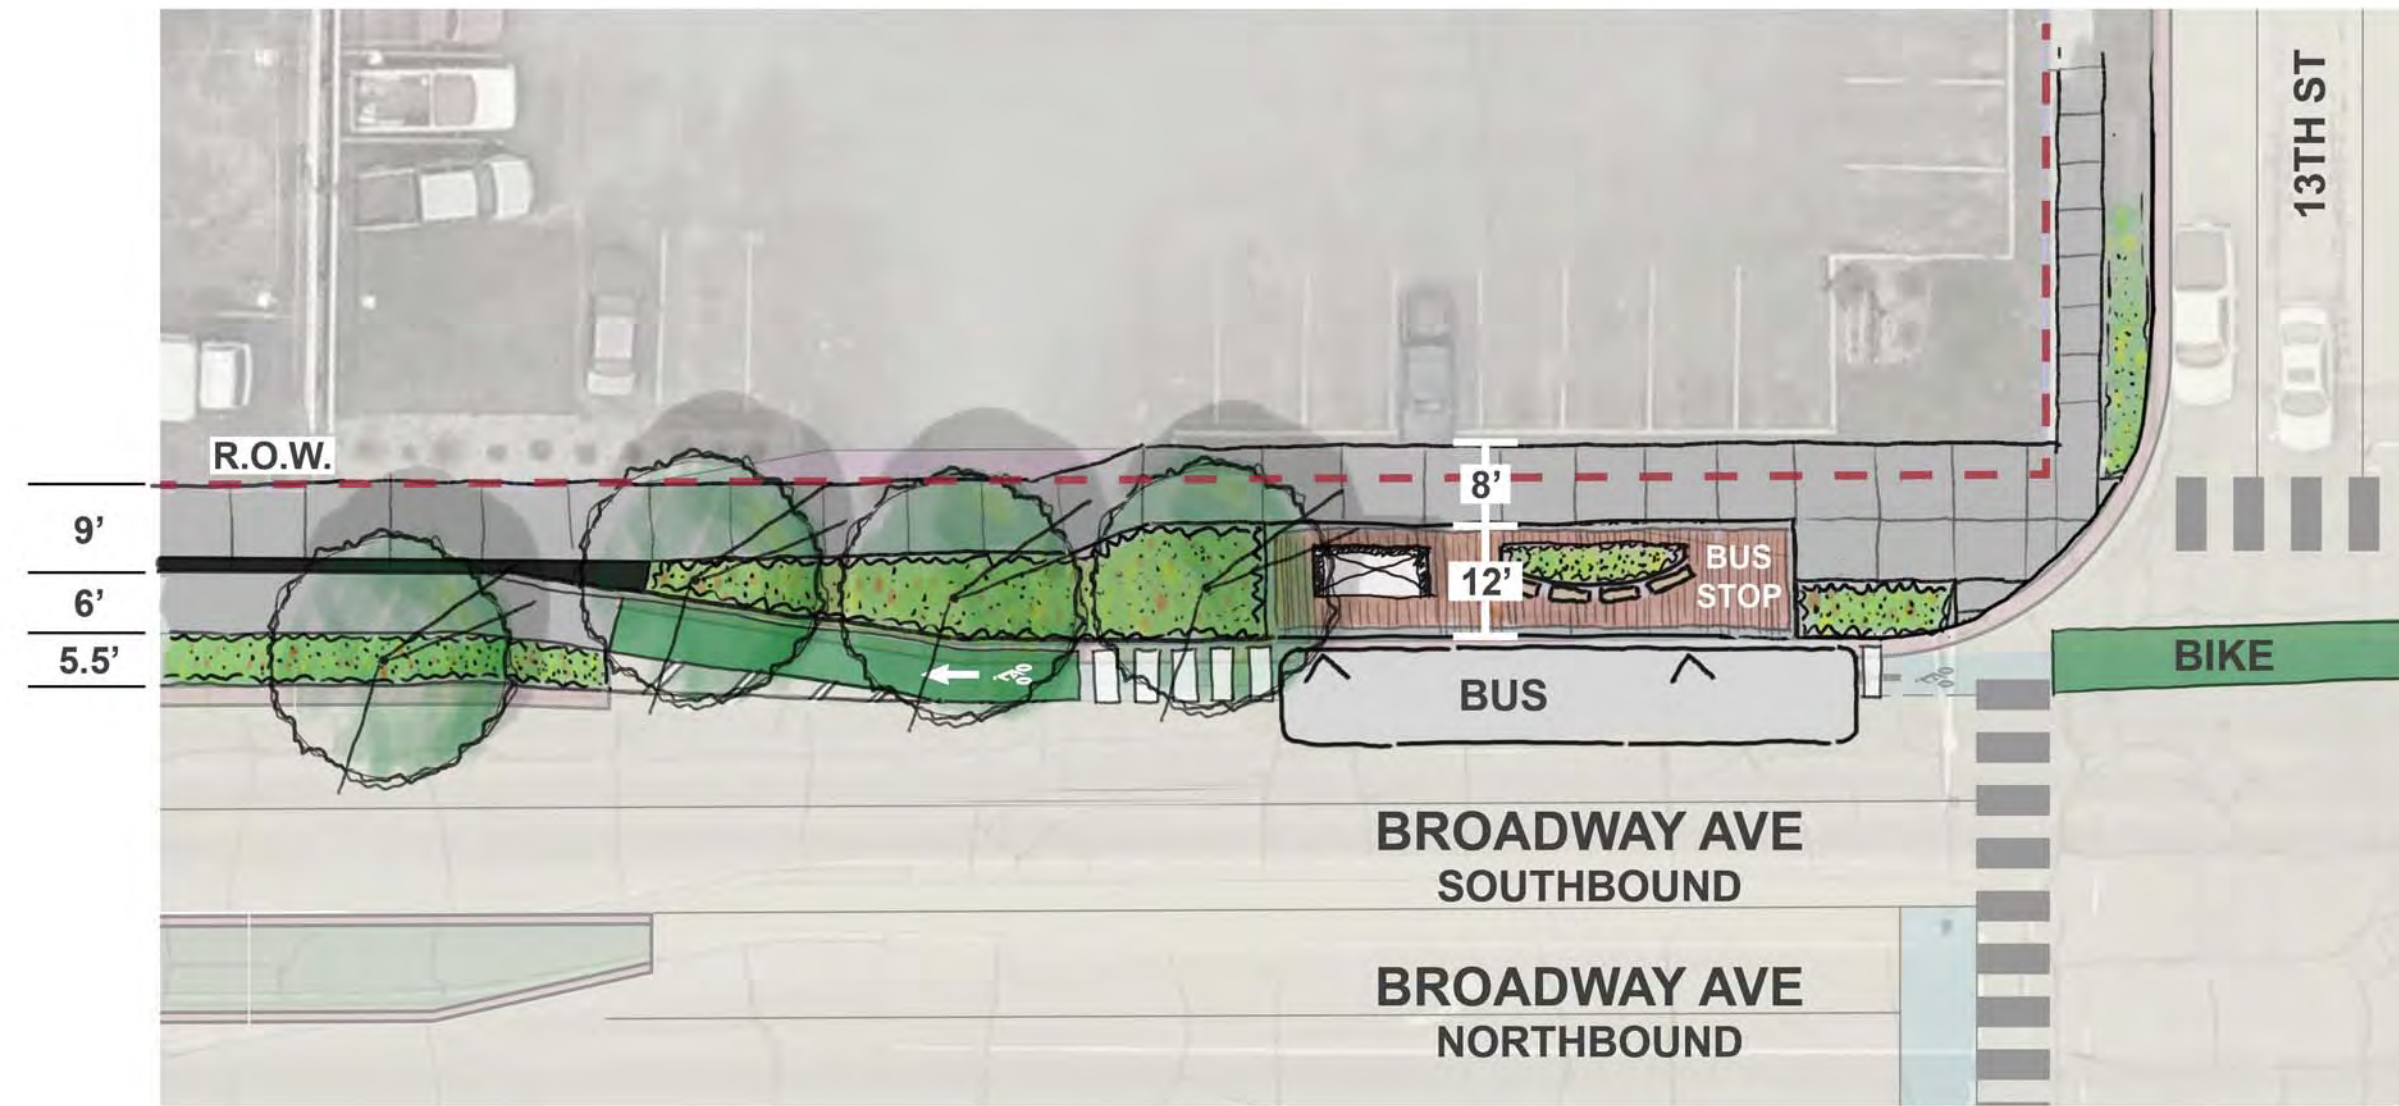 13TH ST
R.O.W.
9’
8’
6’
12’
BUS
STOP
5.5’
BIKE
BUS
BROADWAY AVE
SOUTHBOUND
BROADWAY AVE
NORTHBOUND